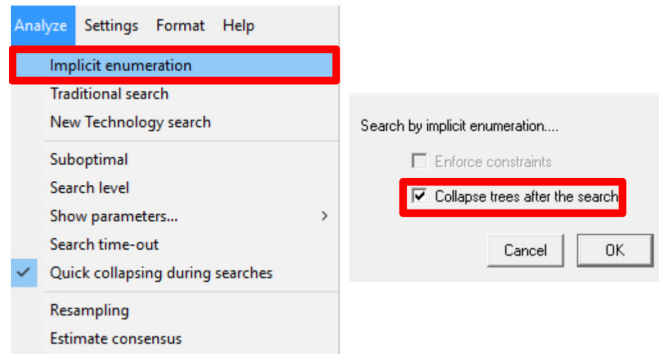 Analyze Settings Format Help
Implicit enumeration
Traditional search
New Technology search
Suboptimal
Search level
Show parameters...
Search time-out
Quick collapsing during searches
Resampling
Estimate consensus
Search by implicit enumeration....
Enforce constraints
Collapse trees after the search
Cancel OK